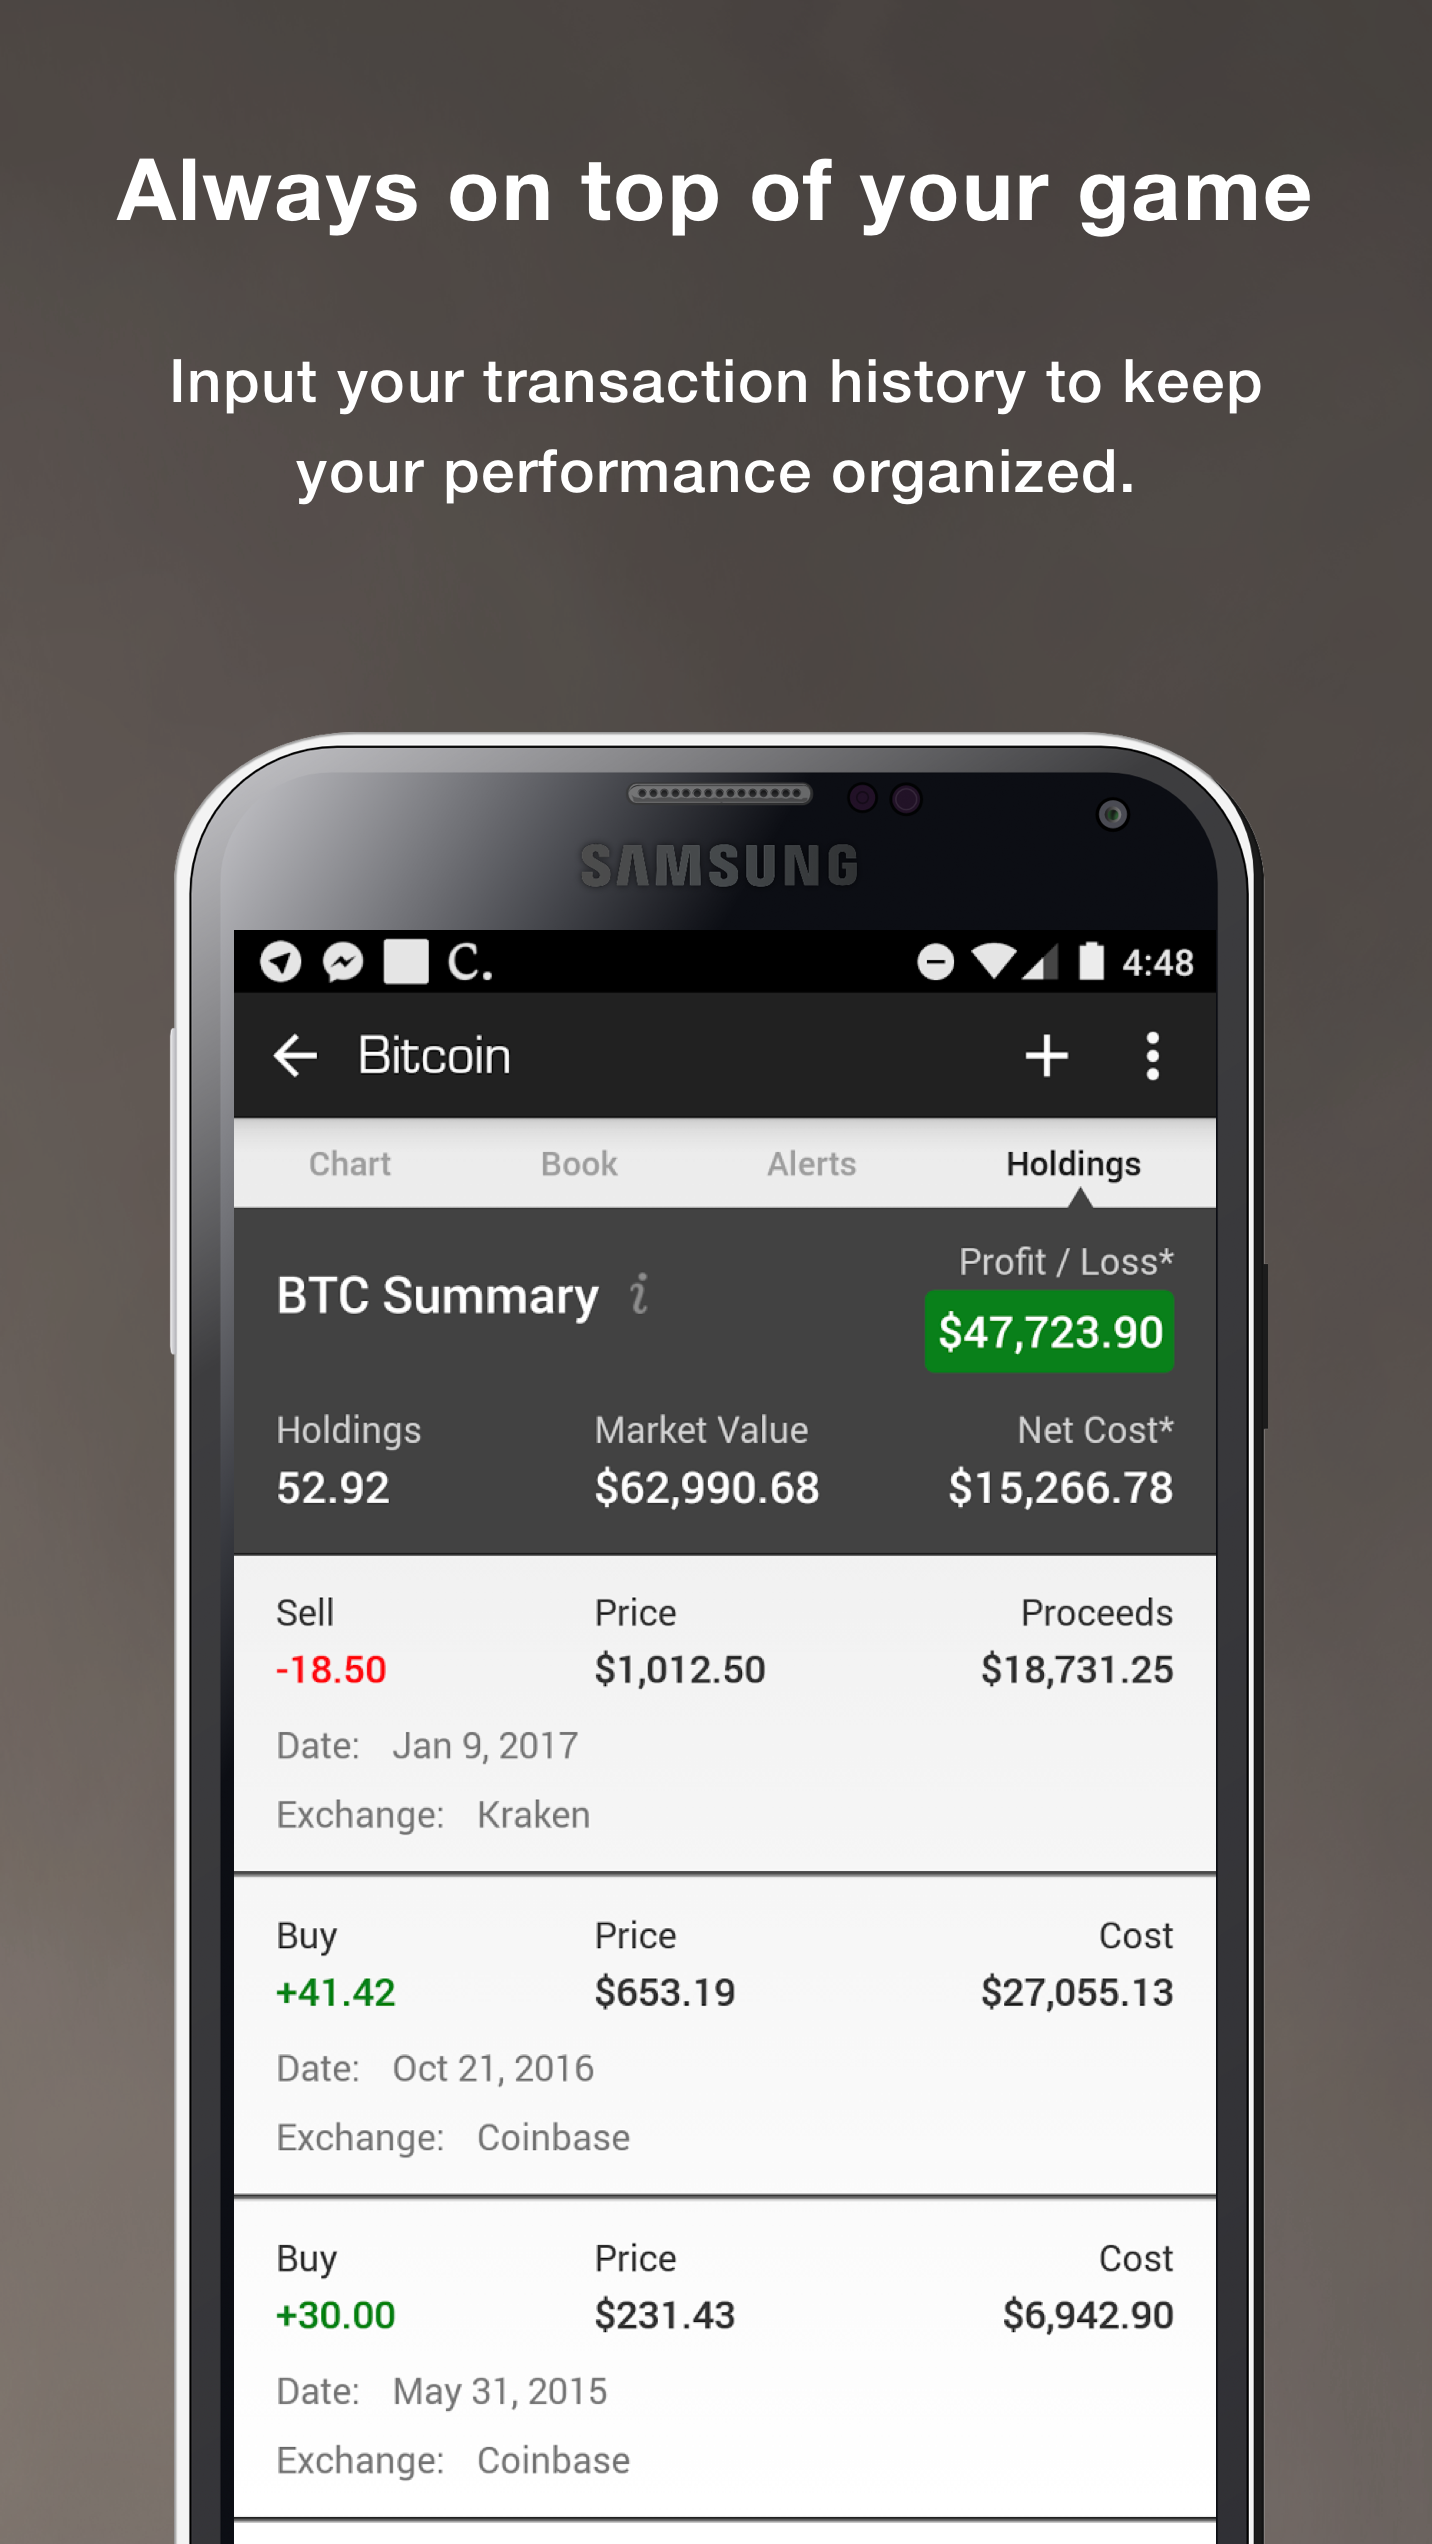 Always on top of your game
Input your transaction history to keep
your performance organized.
SAMSUNG
C. 4:48
Bitcoin
Chart Book Alerts Holdings
BTC Summary i Profit / Loss*
$47,723.90
Holdings Market Value Net Cost*
52.92 $62,990.68 $15,266.78
Sell Price Proceeds
-18.50 $1,012.50 $18,731.25
Date: Jan 9, 2017
Exchange: Kraken
Buy Price Cost
+41.42 $653.19 $27,055.13
Date: Oct 21, 2016
Exchange: Coinbase
Buy Price Cost
+30.00 $231.43 $6,942.90
Date: May 31, 2015
Exchange: Coinbase